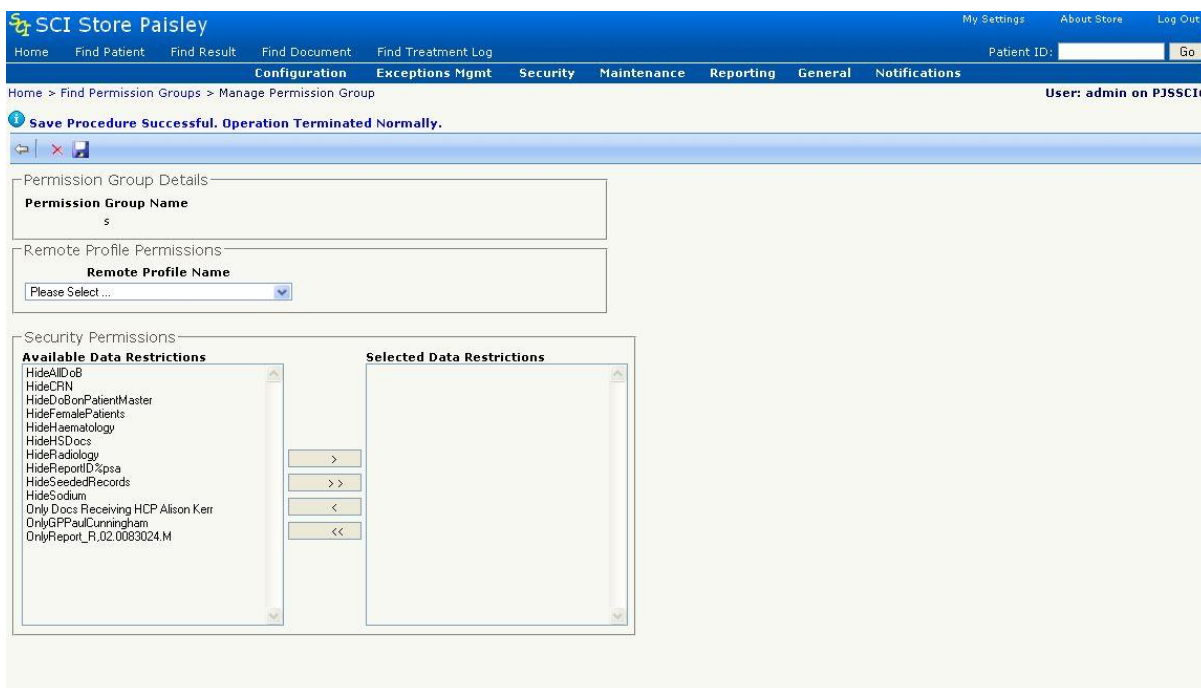 SCI SCI Store Paisley
My Settings About Store Log Out
Home Find Patient Find Result Find Document Find Treatment Log Patient ID: Go
Configuration Exceptions Mgmt Security Maintenance Reporting General Notifications
Home > Find Permission Groups > Manage Permission Group User: admin on
Save Procedure Successful. Operation Terminated Normally.
Permission Group Details
Permission Group Name
s
Remote Profile Permissions
Remote Profile Name
Please Select ...
Security Permissions
Available Data Restrictions Selected Data Restrictions
HideAllDoB
HideCRN
HideDoBonPatientMaster
HideFemalePatients
HideHaematology
HideHSDocs
HideRadiology
HideReportID%psa
HideSeededRecords
HideSodium
Only Docs Receiving HCP Alison Kerr
OnlyGPPaulCunningham
OnlyReport_R,02.0083024.M
>
>>
<
<<